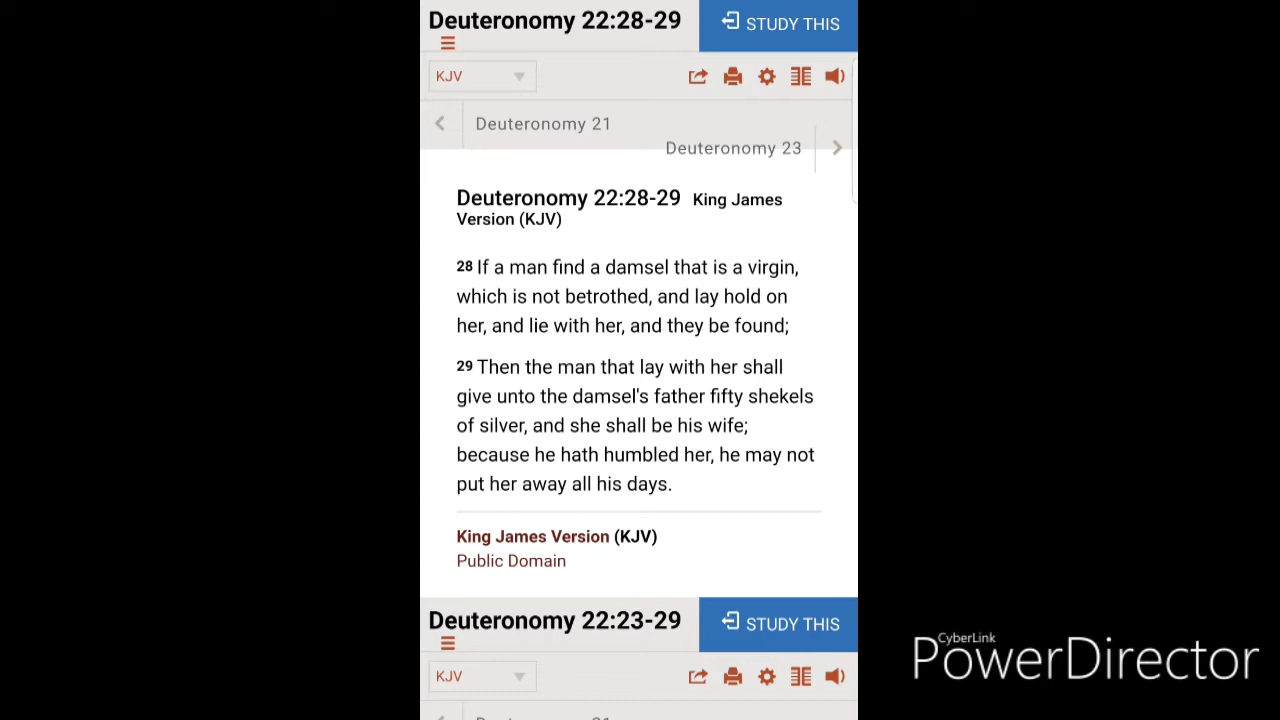 Deuteronomy 22:28-29
STUDY THIS
KJV
Deuteronomy 21
Deuteronomy 23
Deuteronomy 22:28-29 King James
Version (KJV)
28 If a man find a damsel that is a virgin,
which is not betrothed, and lay hold on
her, and lie with her, and they be found;
29 Then the man that lay with her shall
give unto the damsel's father fifty shekels
of silver, and she shall be his wife;
because he hath humbled her, he may not
put her away all his days.
King James Version (KJV)
Public Domain
Deuteronomy 22:23-29
STUDY THIS
KJV
CyberLink
PowerDirector